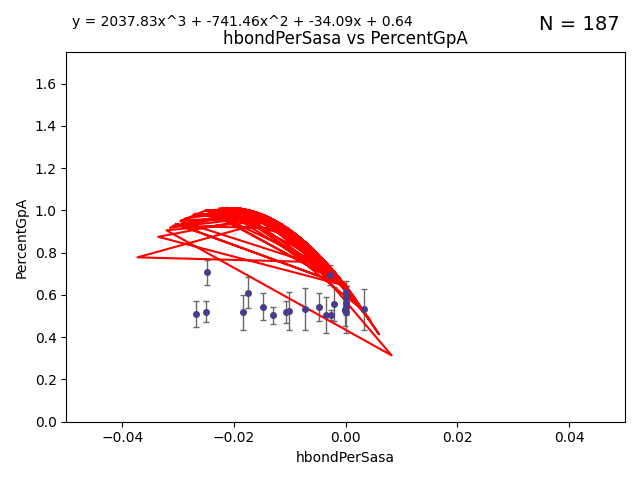 y = 2037.83x^3 + -741.46x^2 + -34.09x + 0.64
N = 187
hbondPerSasa vs PercentGpA
PercentGpA
1.6
1.4
1.2
1.0
0.8
0.6
0.4
0.2
0.0
−0.04 −0.02 0.00 0.02 0.04
hbondPerSasa